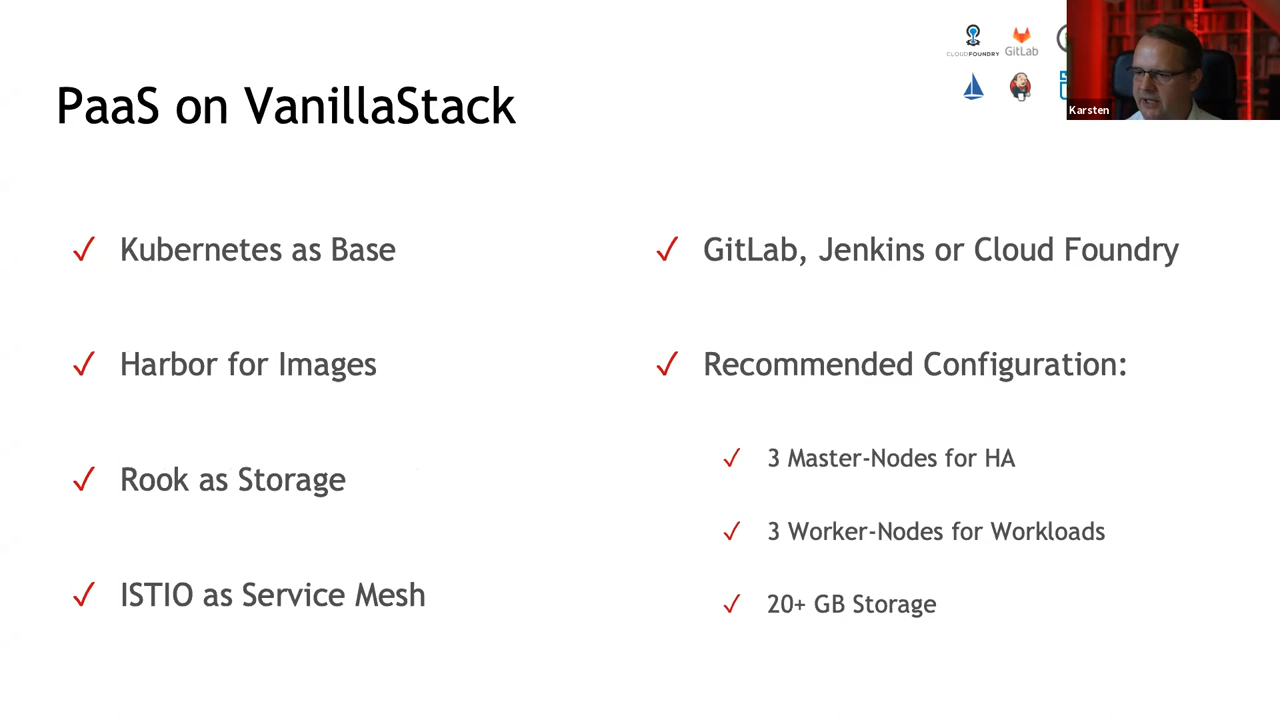 CLOUDFOUNDRY
GitLab
Karsten
PaaS on VanillaStack
✓ Kubernetes as Base
✓ Harbor for Images
✓ Rook as Storage
✓ ISTIO as Service Mesh
✓ GitLab, Jenkins or Cloud Foundry
✓ Recommended Configuration:
✓ 3 Master-Nodes for HA
✓ 3 Worker-Nodes for Workloads
✓ 20+ GB Storage